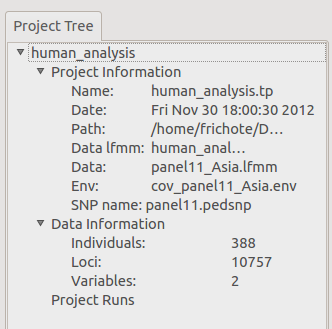 Project Tree
human_analysis
Project Information
Name: human_analysis.tp
Date: Fri Nov 30 18:00:30 2012
Path: /home/frichote/D...
Data lfmm: human_anal...
Data: panel11_Asia.lfmm
Env: cov_panel11_Asia.env
SNP name: panel11.pedsnp
Data Information
Individuals: 388
Loci: 10757
Variables: 2
Project Runs